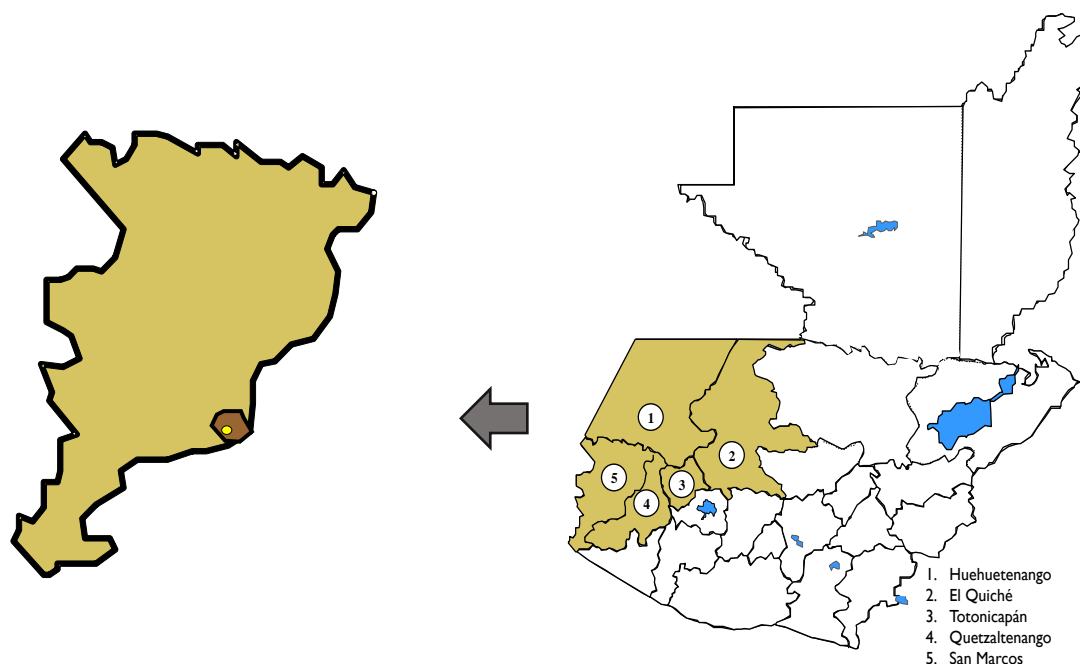 1
2
3
4
5
1. Huehuetenango
2. El Quiché
3. Totonicapán
4. Quetzaltenango
5. San Marcos